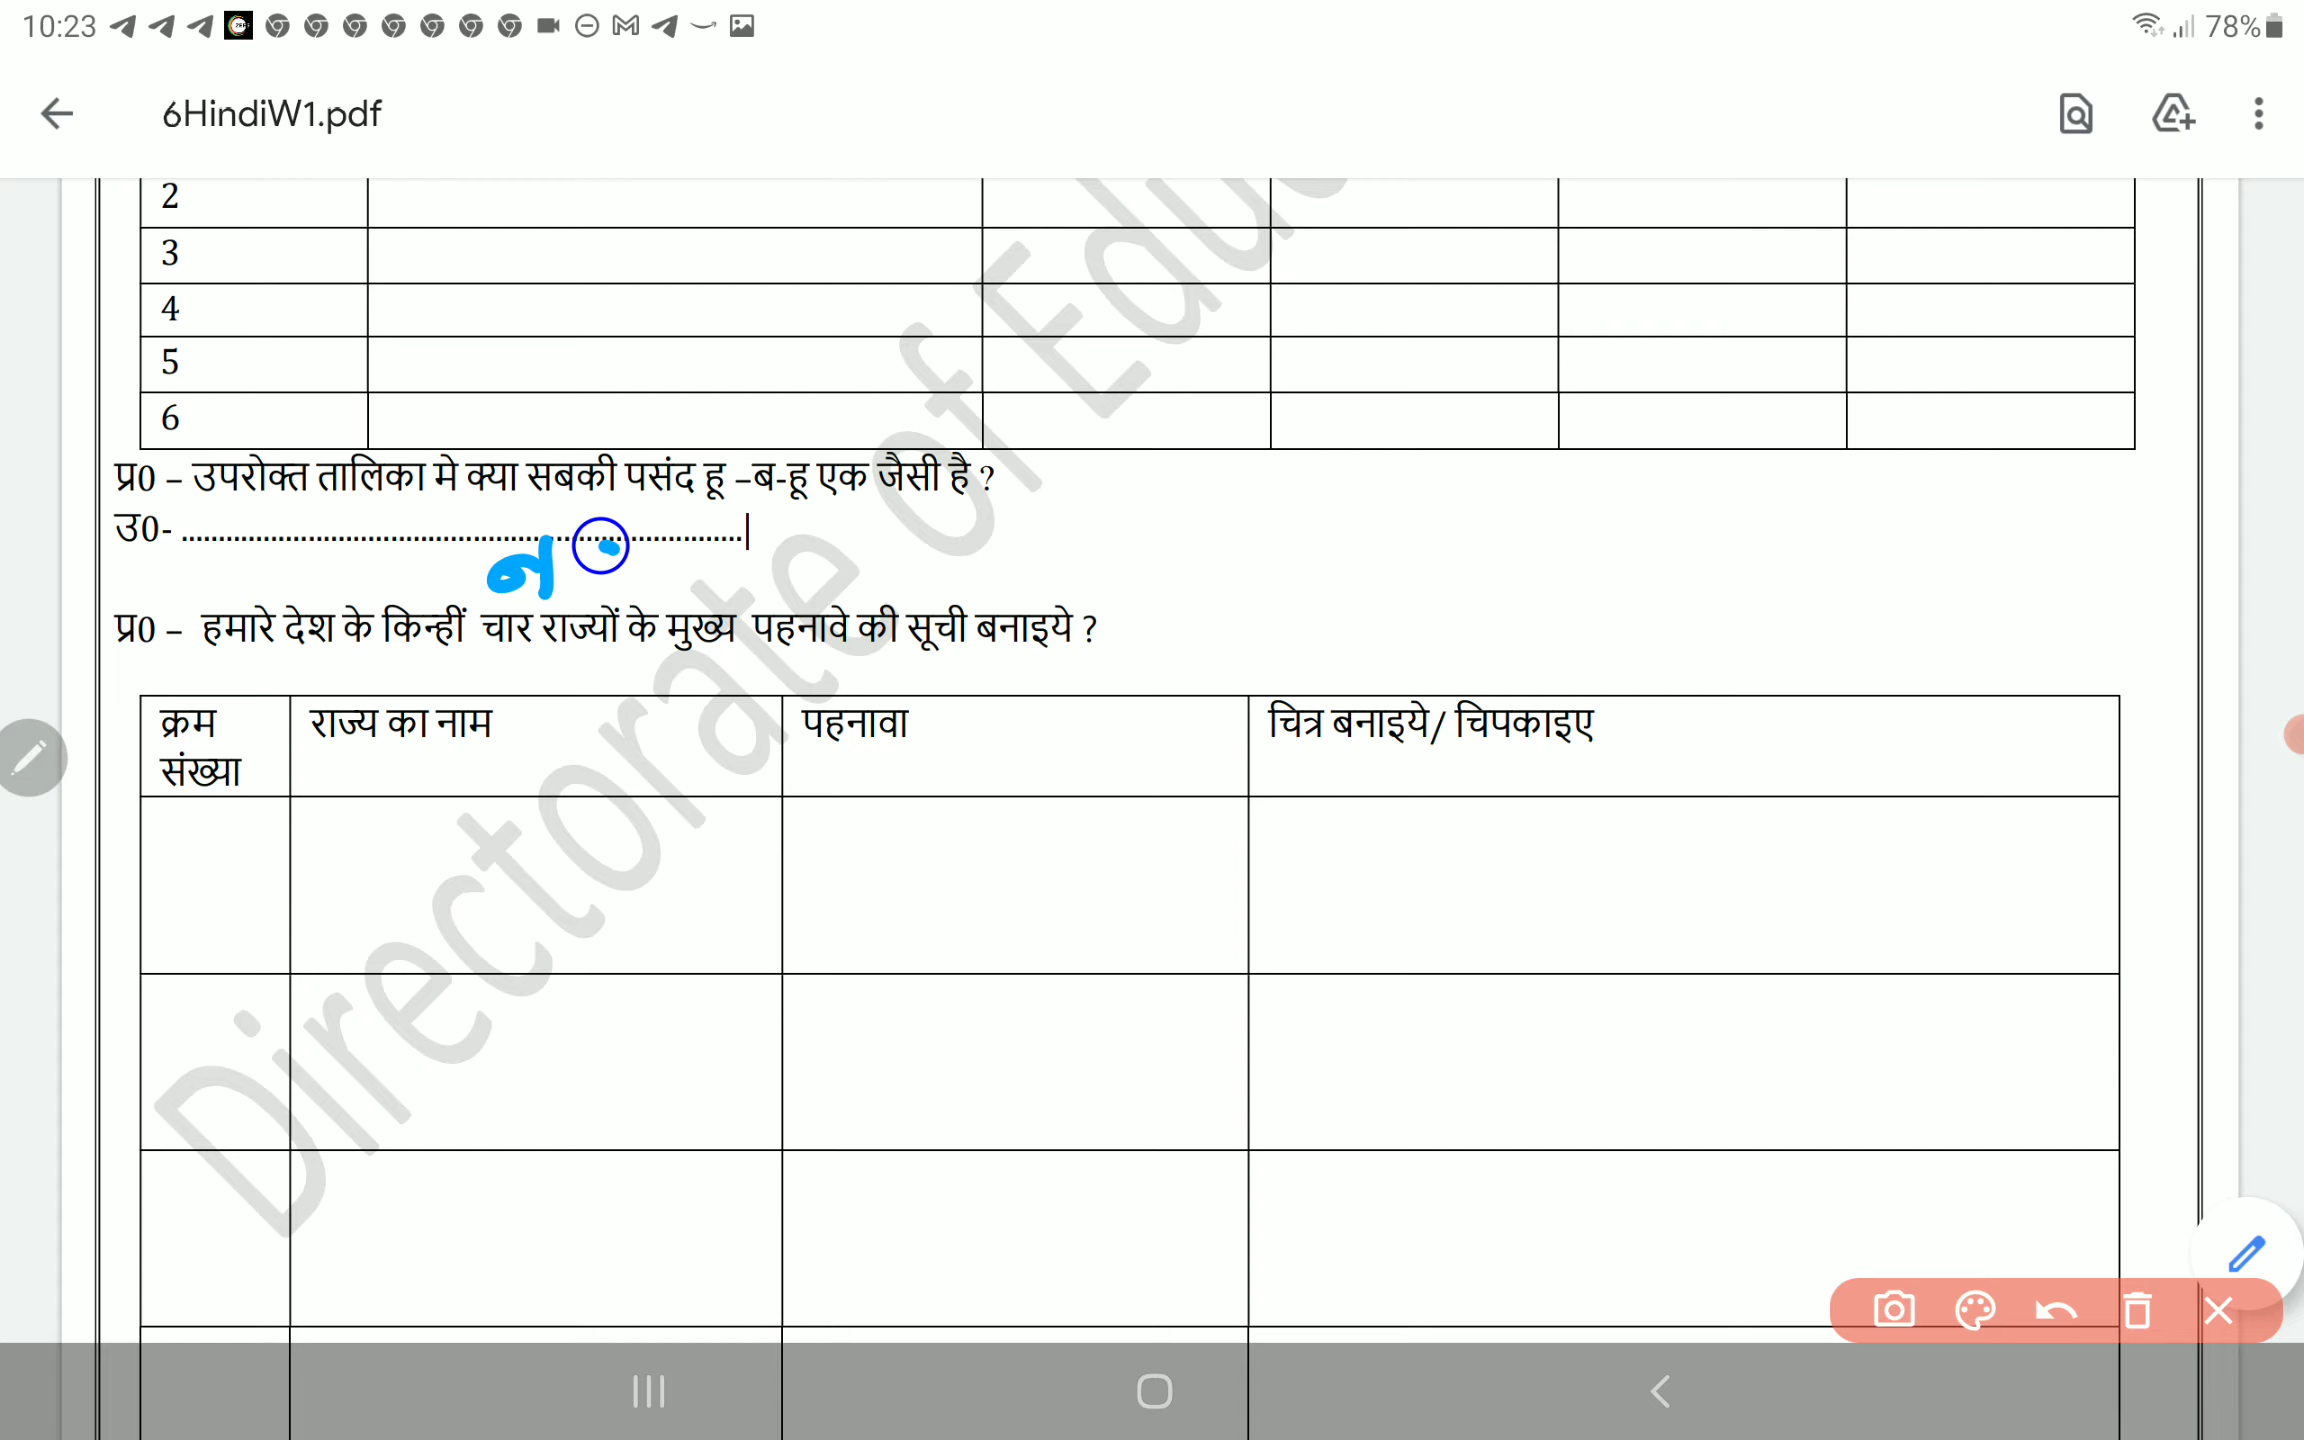 10:23
78%
6HindiW1.pdf
2
3
4
5
6
प्र0 – उपरोक्त तालिका मे क्या सबकी पसंद हू –ब-हू एक जैसी है ?
उ0- ............................................................................|
प्र0 – हमारे देश के किन्हीं चार राज्यों के मुख्य पहनावे की सूची बनाइये ?
क्रम संख्या राज्य का नाम पहनावा चित्र बनाइये/ चिपकाइए
Directorate of Edu